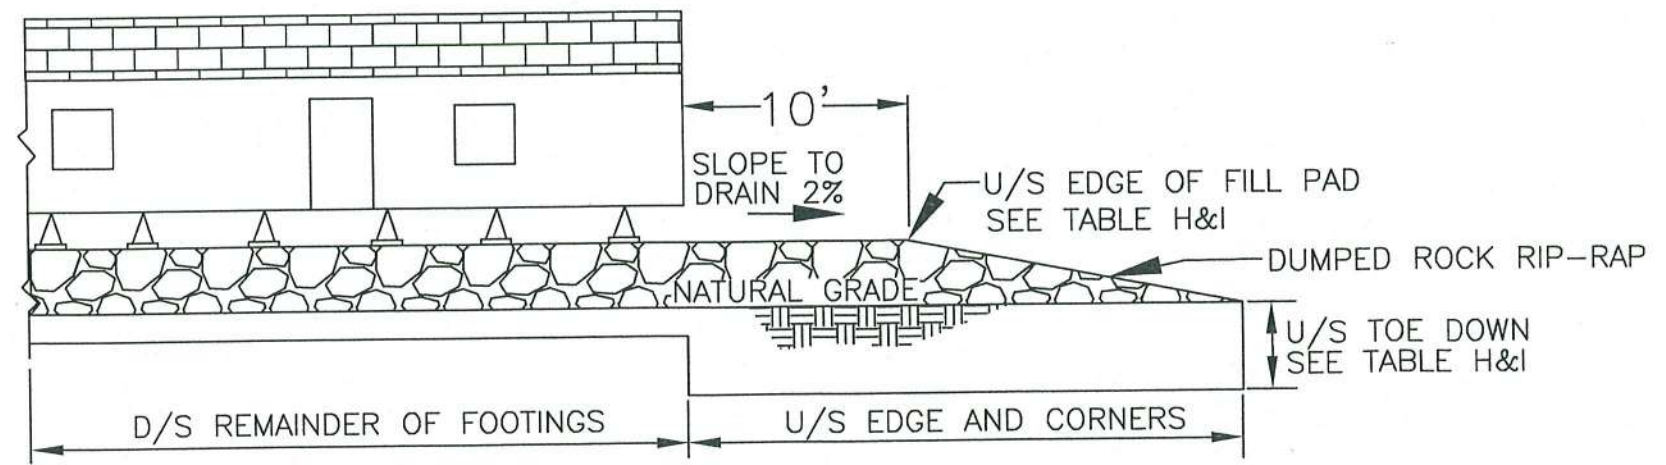 10'
SLOPE TO
DRAIN 2%
U/S EDGE OF FILL PAD
SEE TABLE H&I
DUMPED ROCK RIP-RAP
NATURAL GRADE
U/S TOE DOWN
SEE TABLE H&I
D/S REMAINDER OF FOOTINGS
U/S EDGE AND CORNERS